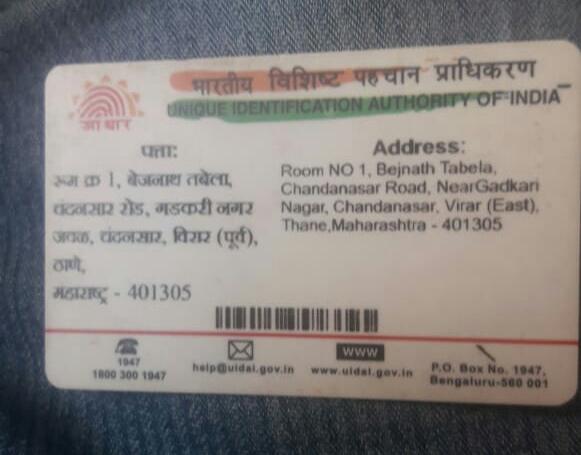 भारतीय विशिष्ट पहचान प्राधिकरण
UNIQUE IDENTIFICATION AUTHORITY OF INDIA
आधार
पत्ता:
रूम क्र 1, बेजनाथ तबेला,
चंदनसार रोड, गडकरी नगर
जवळ, चंदनसार, विरार (पूर्व),
ठाणे,
महाराष्ट्र - 401305
Address:
Room NO 1, Bejnath Tabela,
Chandanasar Road, NearGadkari
Nagar, Chandanasar, Virar (East),
Thane,Maharashtra - 401305
1947
1800 300 1947
help@uidai.gov.in
www
www.uidai.gov.in
P.O. Box No. 1947,
Bengaluru-560 001